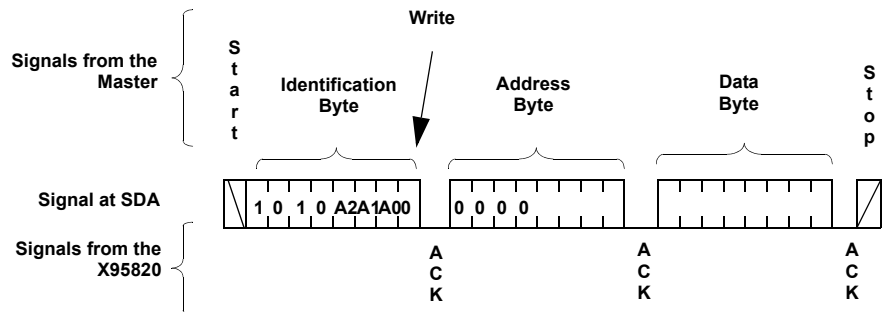 Write
Signals from the
Master
S
t
a
r
t
Identification
Byte
Address
Byte
Data
Byte
S
t
o
p
Signal at SDA
1 0 1 0 A2A1A00
0 0 0 0
Signals from the
X95820
A
C
K
A
C
K
A
C
K